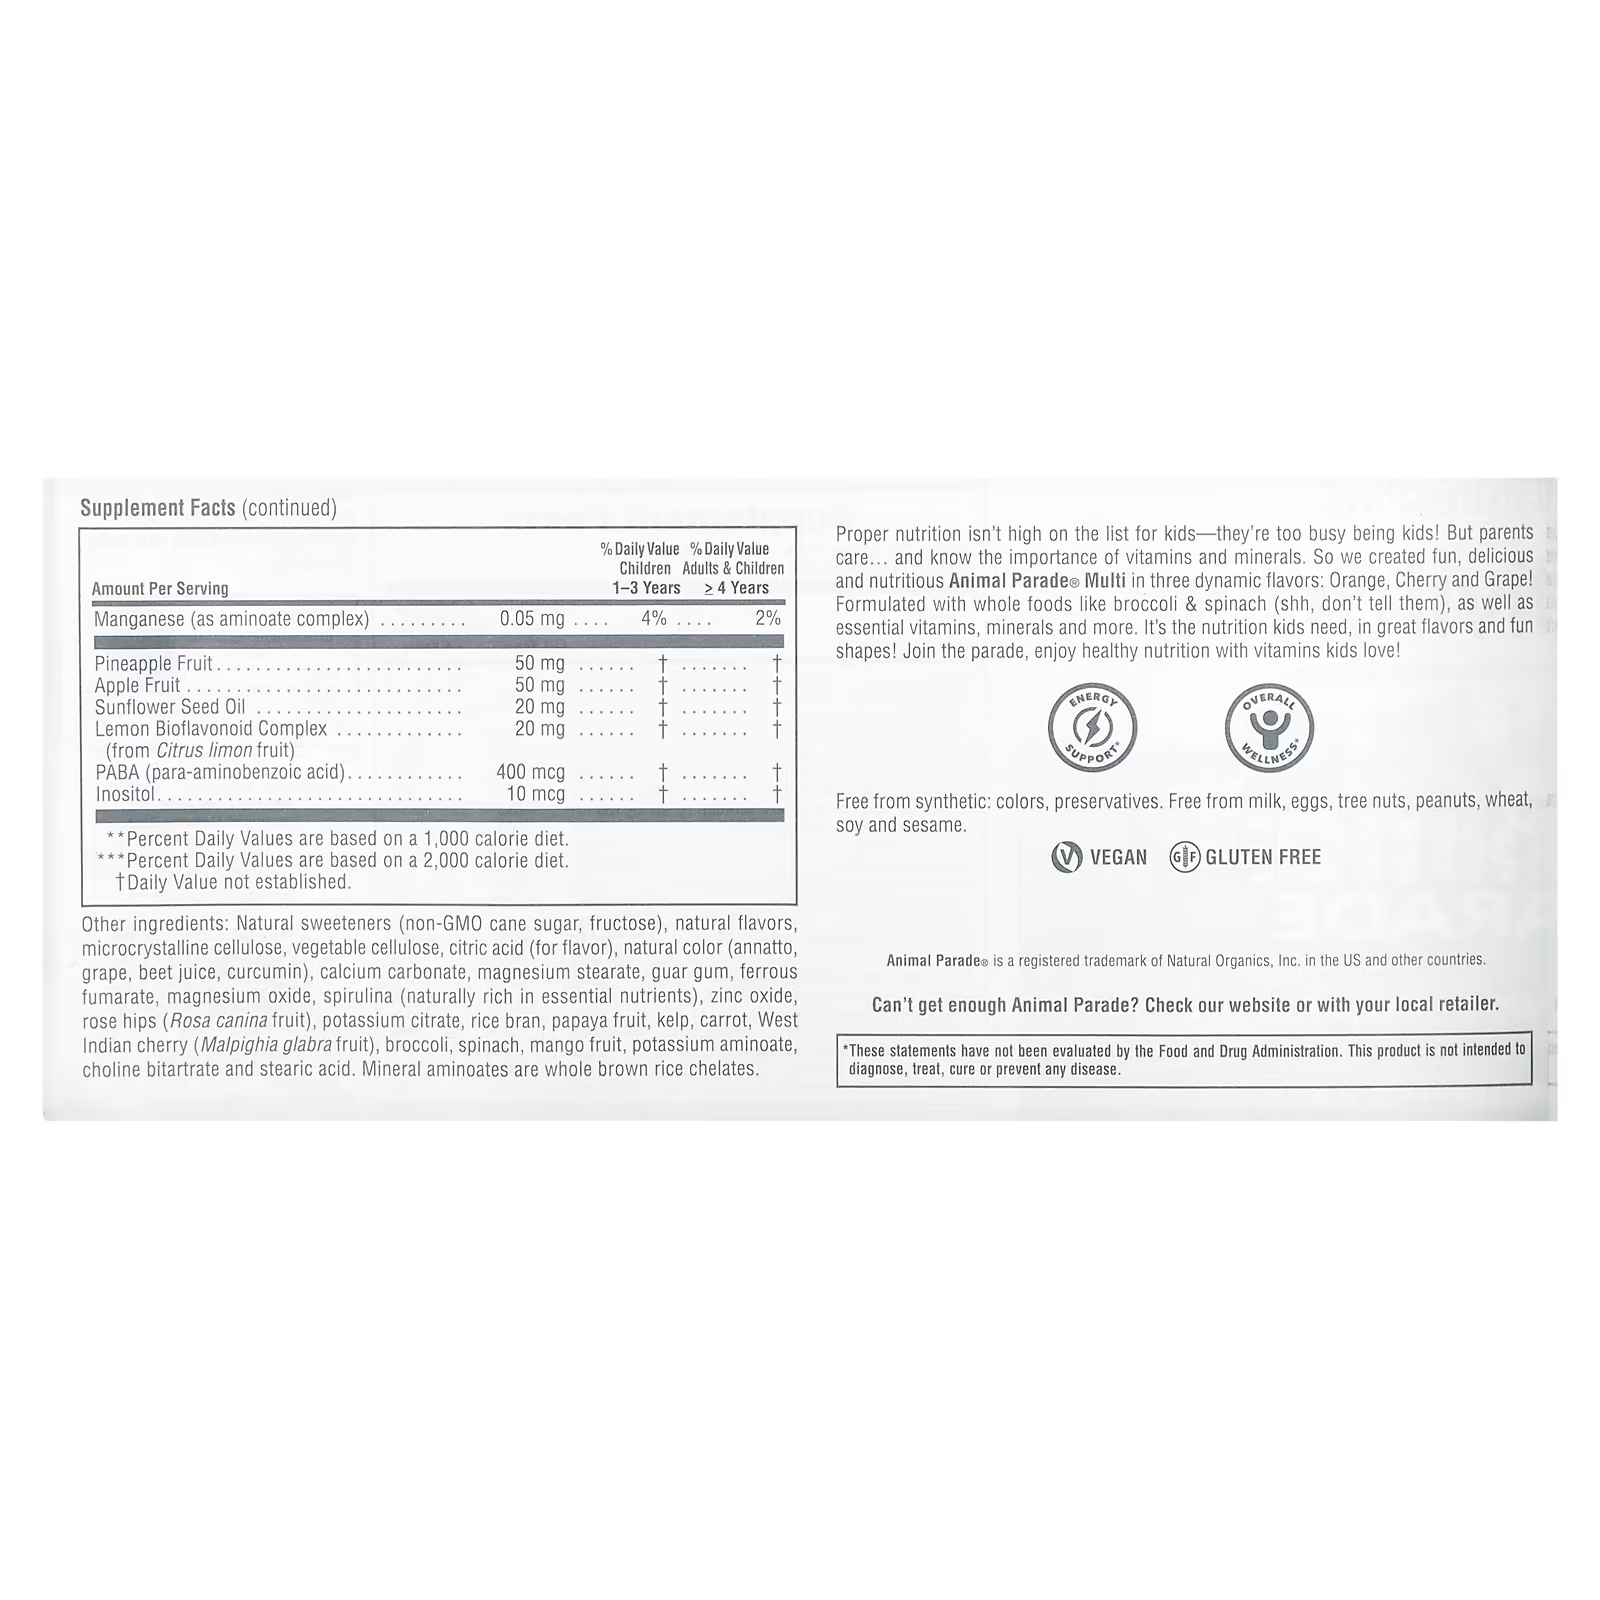 Supplement Facts (continued)
% Daily Value % Daily Value
Children Adults & Children
Amount Per Serving 1–3 Years ≥ 4 Years
Manganese (as aminoate complex) ......... 0.05 mg .... 4% .... 2%
Pineapple Fruit......................... 50 mg ...... † ....... †
Apple Fruit ............................ 50 mg ...... † ....... †
Sunflower Seed Oil ..................... 20 mg ...... † ....... †
Lemon Bioflavonoid Complex ............. 20 mg ...... † ....... †
(from Citrus limon fruit)
PABA (para-aminobenzoic acid)............ 400 mcg ...... † ....... †
Inositol............................... 10 mcg ...... † ....... †
**Percent Daily Values are based on a 1,000 calorie diet.
***Percent Daily Values are based on a 2,000 calorie diet.
†Daily Value not established.
Other ingredients: Natural sweeteners (non-GMO cane sugar, fructose), natural flavors,
microcrystalline cellulose, vegetable cellulose, citric acid (for flavor), natural color (annatto,
grape, beet juice, curcumin), calcium carbonate, magnesium stearate, guar gum, ferrous
fumarate, magnesium oxide, spirulina (naturally rich in essential nutrients), zinc oxide,
rose hips (Rosa canina fruit), potassium citrate, rice bran, papaya fruit, kelp, carrot, West
Indian cherry (Malpighia glabra fruit), broccoli, spinach, mango fruit, potassium aminoate,
choline bitartrate and stearic acid. Mineral aminoates are whole brown rice chelates.
Proper nutrition isn't high on the list for kids—they're too busy being kids! But parents
care... and know the importance of vitamins and minerals. So we created fun, delicious
and nutritious Animal Parade® Multi in three dynamic flavors: Orange, Cherry and Grape!
Formulated with whole foods like broccoli & spinach (shh, don't tell them), as well as
essential vitamins, minerals and more. It's the nutrition kids need, in great flavors and fun
shapes! Join the parade, enjoy healthy nutrition with vitamins kids love!
ENERGY SUPPORT*
OVERALL WELLNESS*
Free from synthetic: colors, preservatives. Free from milk, eggs, tree nuts, peanuts, wheat,
soy and sesame.
V VEGAN GF GLUTEN FREE
Animal Parade® is a registered trademark of Natural Organics, Inc. in the US and other countries.
Can't get enough Animal Parade? Check our website or with your local retailer.
*These statements have not been evaluated by the Food and Drug Administration. This product is not intended to
diagnose, treat, cure or prevent any disease.